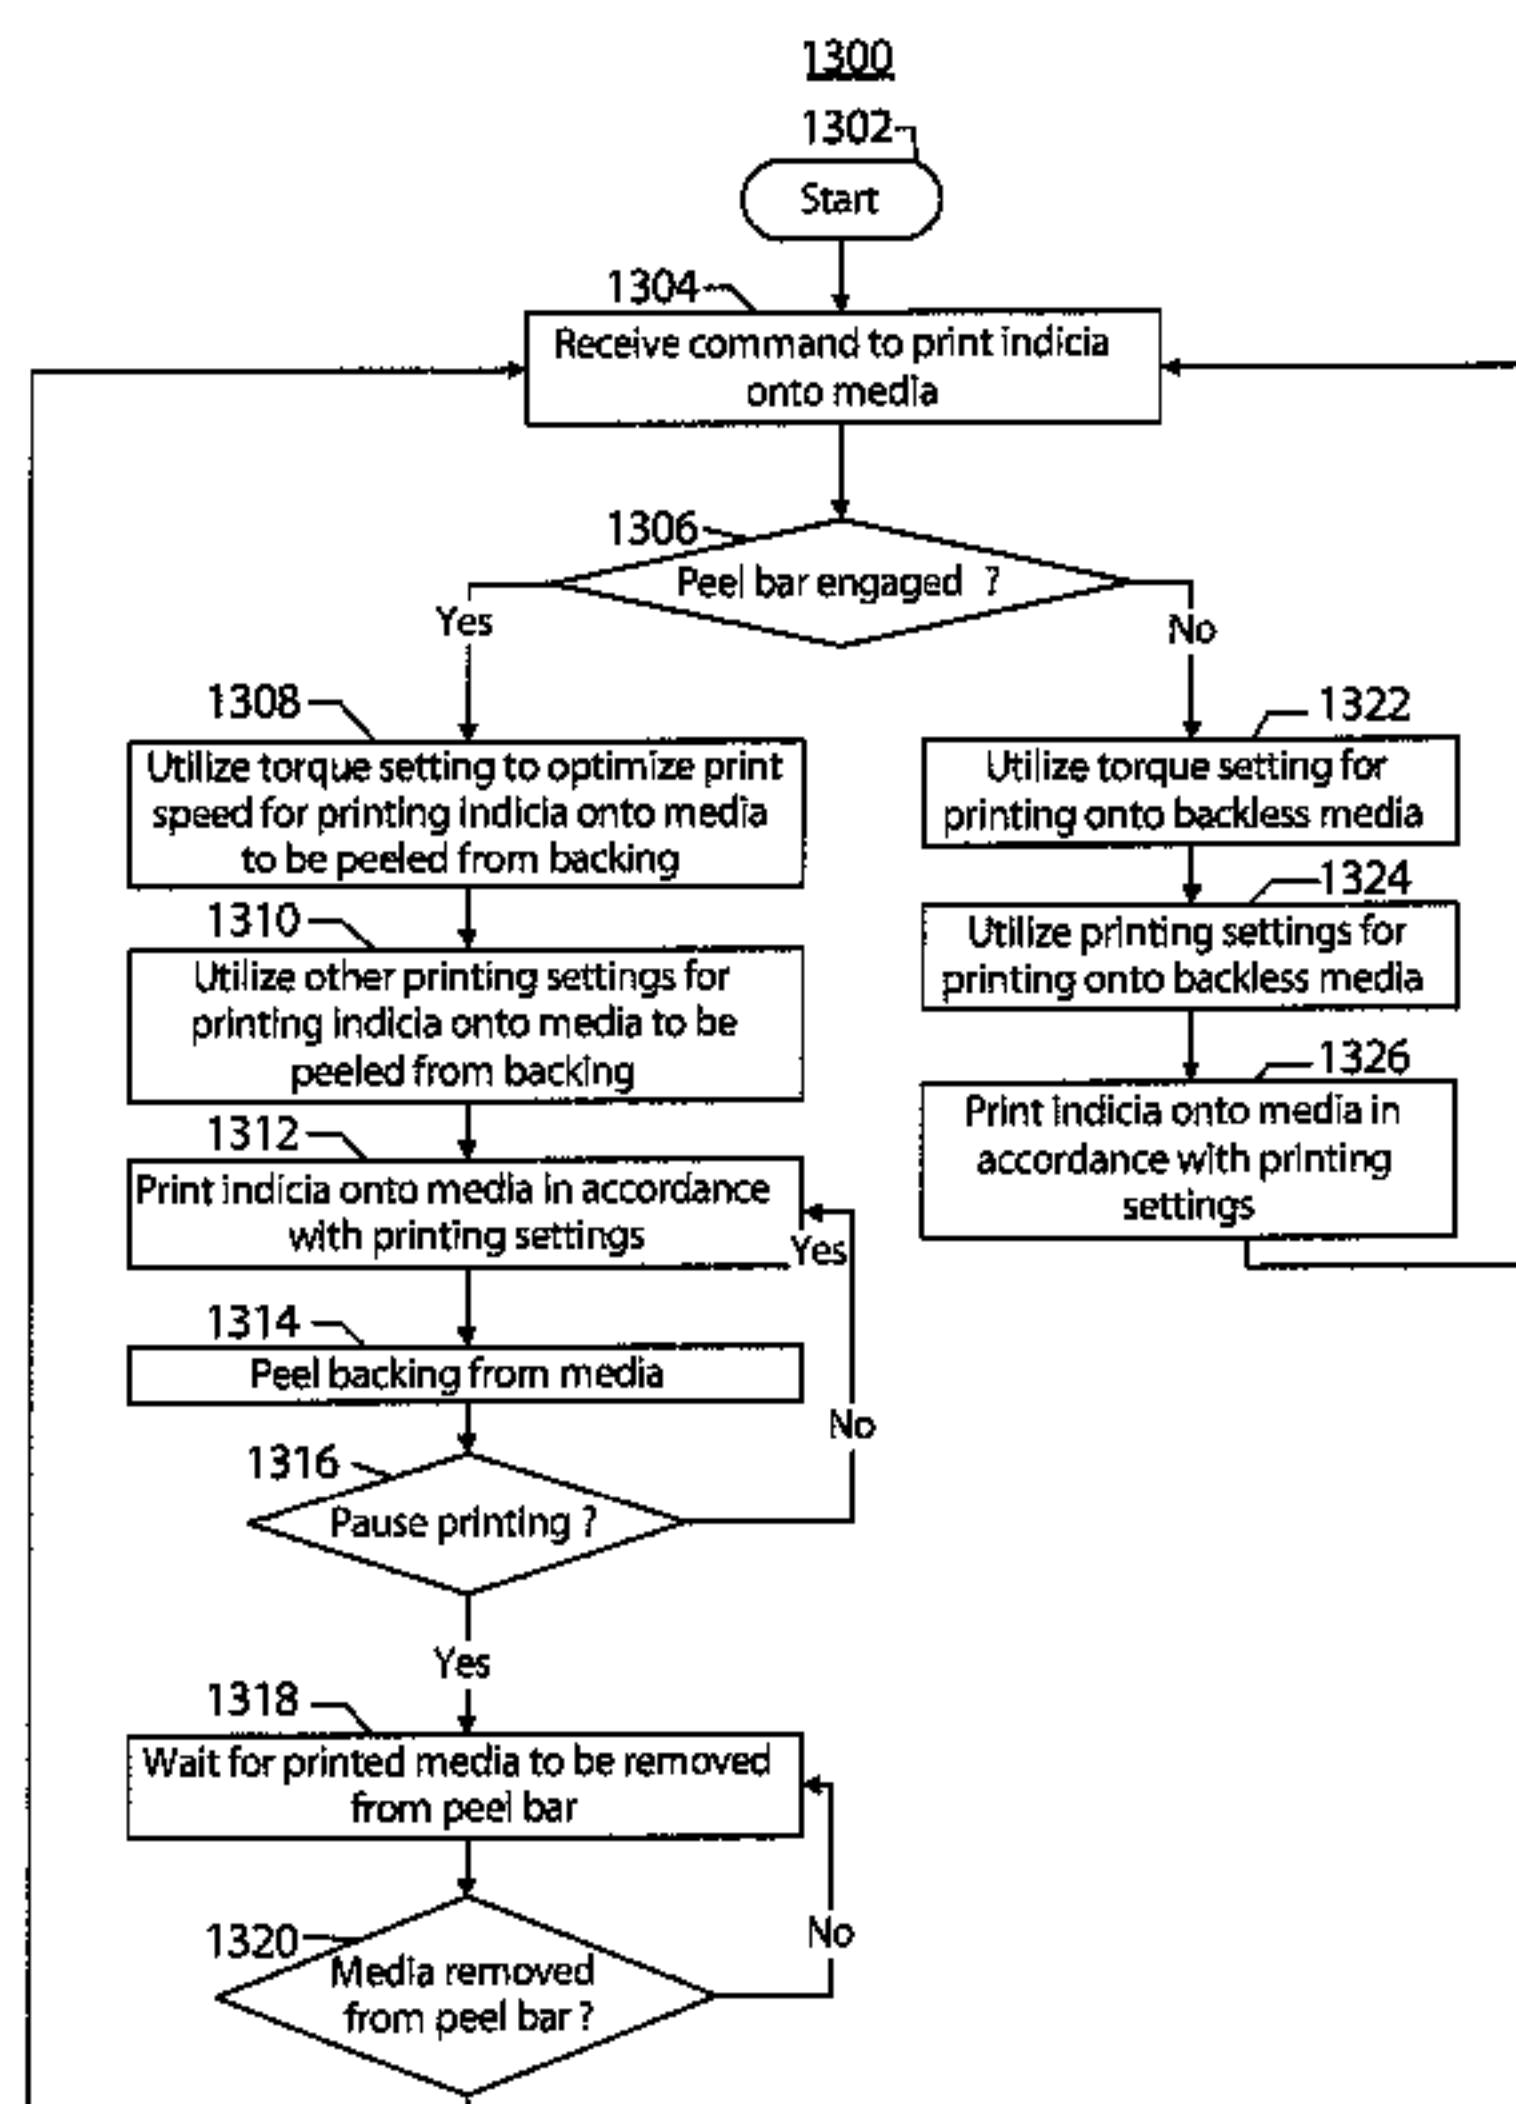 1300
1302
Start
1304
Receive command to print indicia
onto media
1306
Peel bar engaged ?
Yes
No
1308
Utilize torque setting to optimize print
speed for printing indicia onto media
to be peeled from backing
1310
Utilize other printing settings for
printing indicia onto media to be
peeled from backing
1312
Print indicia onto media in accordance
with printing settings
Yes
1314
Peel backing from media
No
1316
Pause printing ?
Yes
1318
Wait for printed media to be removed
from peel bar
No
1320
Media removed
from peel bar ?
1322
Utilize torque setting for
printing onto backless media
1324
Utilize printing settings for
printing onto backless media
1326
Print indicia onto media in
accordance with printing
settings